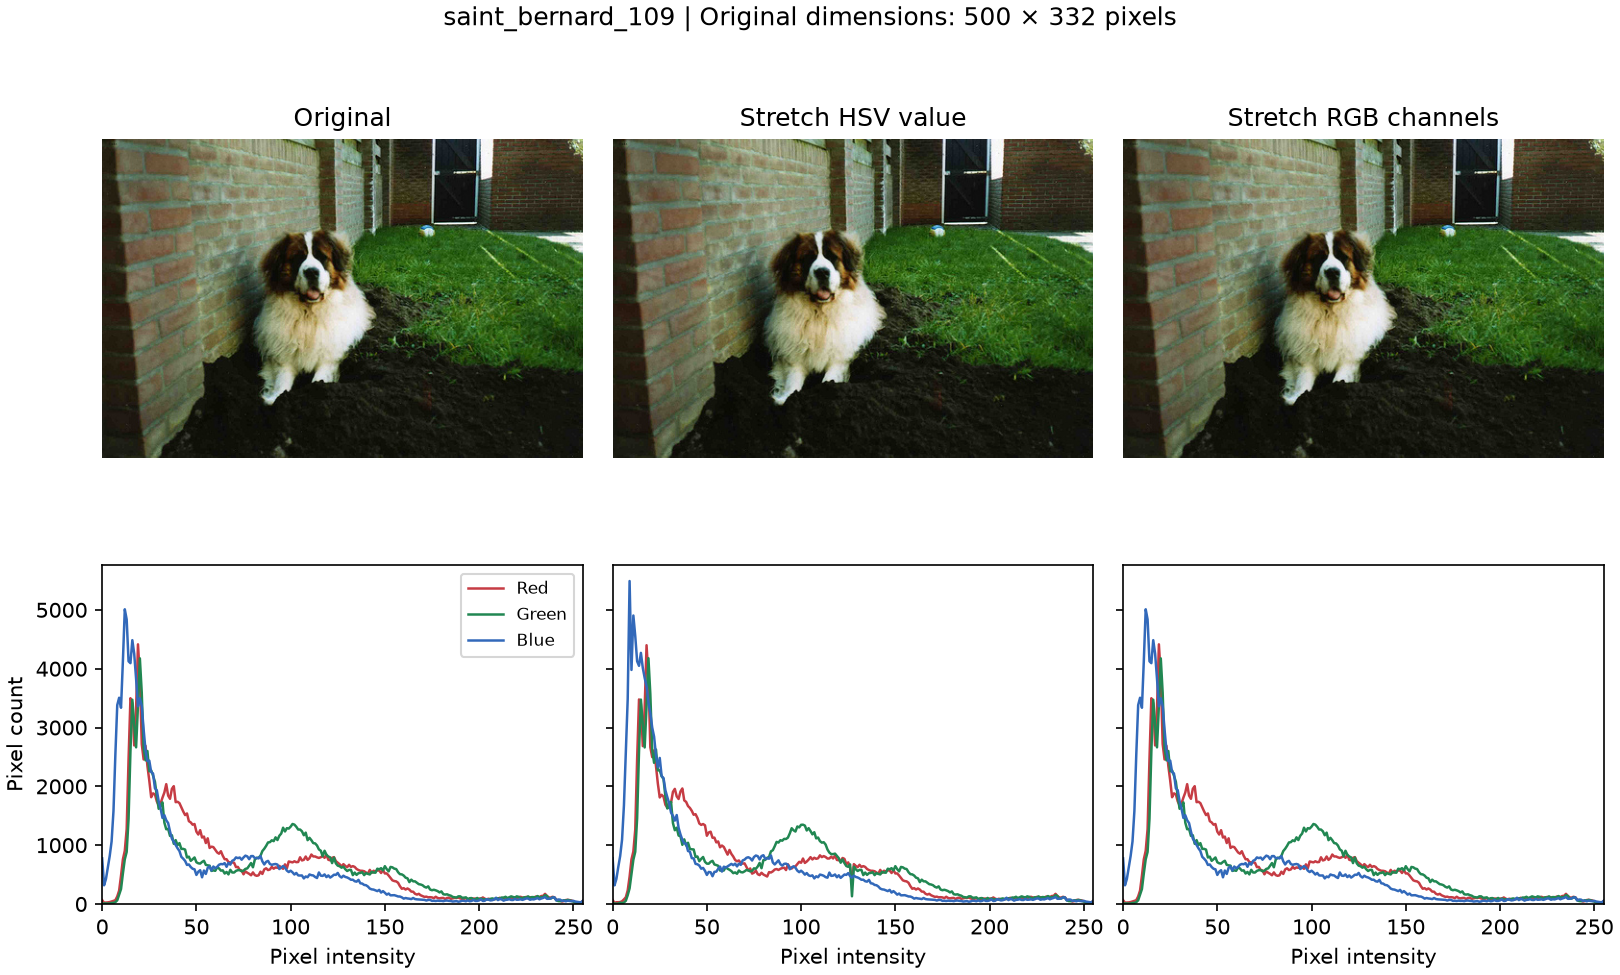 saint_bernard_109 | Original dimensions: 500 × 332 pixels
Original
Stretch HSV value
Stretch RGB channels
Pixel count
5000
4000
3000
2000
1000
0
Red
Green
Blue
0 50 100 150 200 250
0 50 100 150 200 250
0 50 100 150 200 250
Pixel intensity
Pixel intensity
Pixel intensity